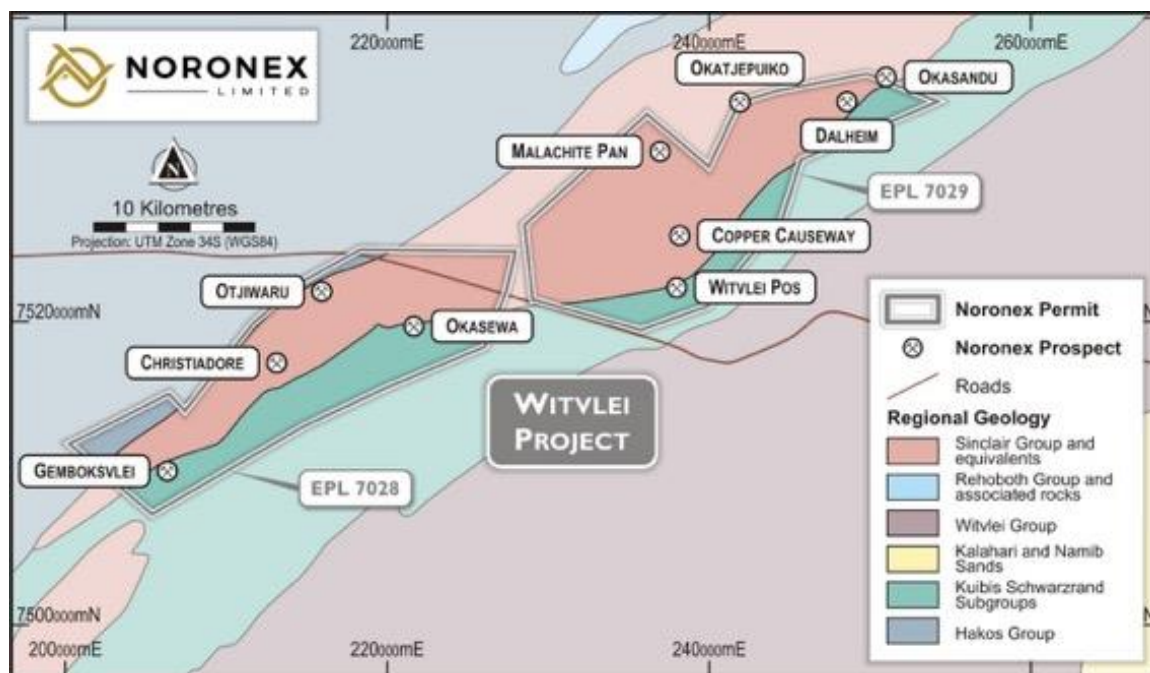 NORONEX
LIMITED
220000mE
240000mE
260000mE
OKATJEPUIKO
OKASANDU
MALACHITE PAN
DALHEIM
N
EPL 7029
10 Kilometres
Projection: UTM Zone 34S (WGS84)
COPPER CAUSEWAY
OTJIWARU
WITVLEI POS
7520000mN
OKASEWA
CHRISTIADORE
WITVLEI
PROJECT
GEMBOKSVLEI
EPL 7028
7500000mN
200000mE
220000mE
240000mE
Noronex Permit
Noronex Prospect
Roads
Regional Geology
Sinclair Group and
equivalents
Rehoboth Group and
associated rocks
Witvlei Group
Kalahari and Namib
Sands
Kuibis Schwarzrand
Subgroups
Hakos Group
N
N